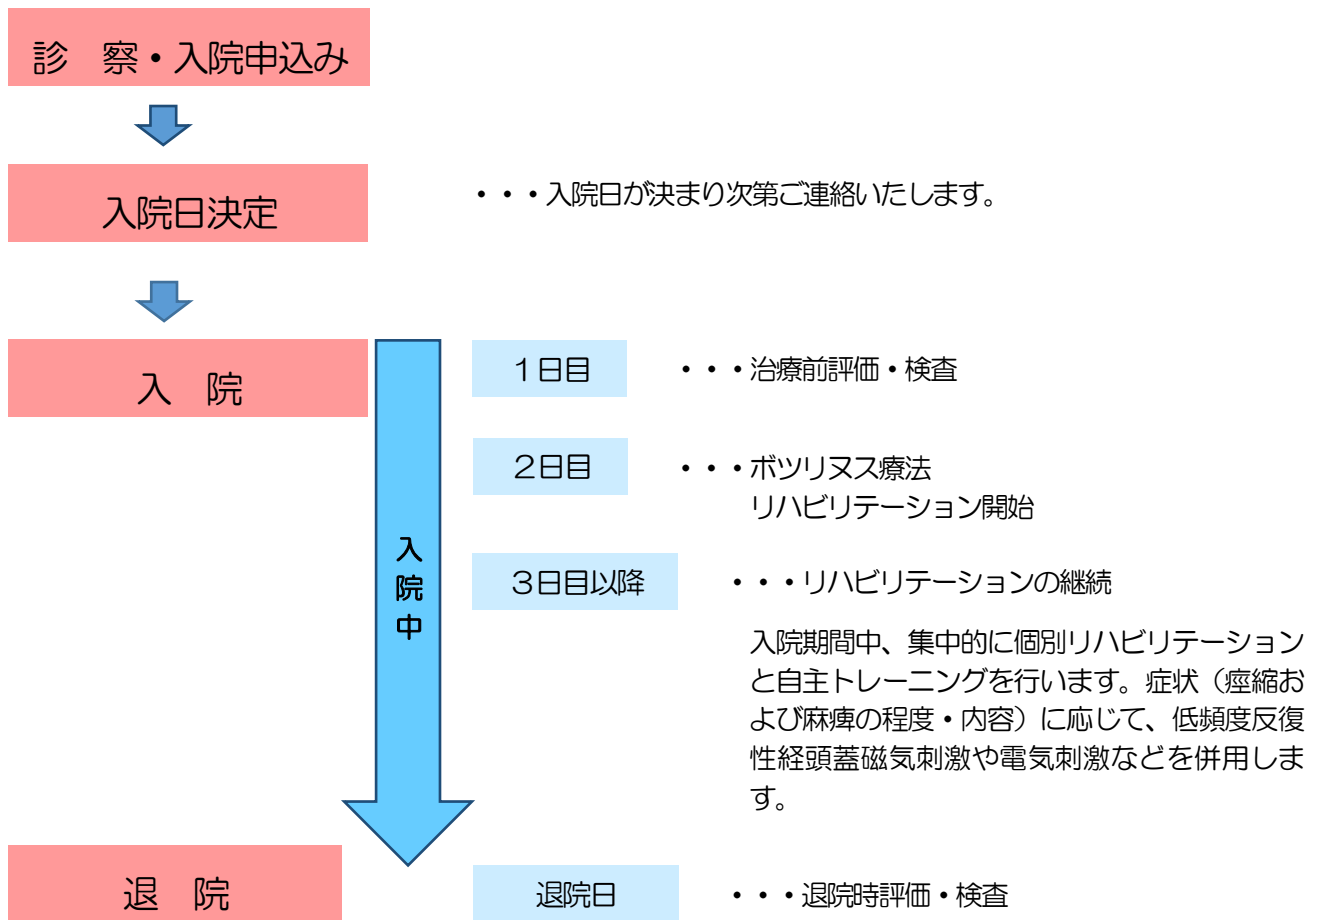 診　察・入院申込み
入院日決定
・・・入院日が決まり次第ご連絡いたします。
入　院
１日目
・・・治療前評価・検査
２日目
・・・ボツリヌス療法
リハビリテーション開始
入院中
３日目以降
・・・リハビリテーションの継続
入院期間中、集中的に個別リハビリテーション
と自主トレーニングを行います。症状（痙縮お
よび麻痺の程度・内容）に応じて、低頻度反復
性経頭蓋磁気刺激や電気刺激などを併用しま
す。
退　院
退院日
・・・退院時評価・検査